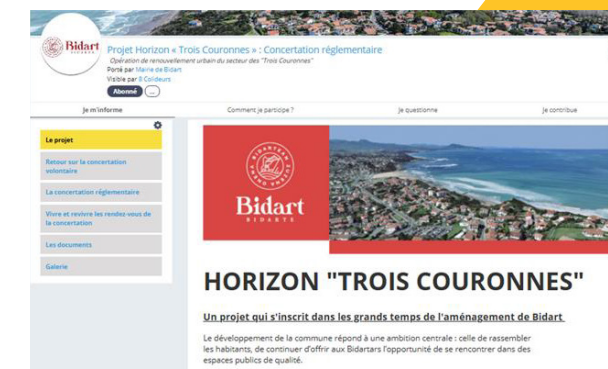 Bidart
BIDARTE
Projet Horizon « Trois Couronnes » : Concertation réglementaire
Opération de renouvellement urbain du secteur des "Trois Couronnes"
Porté par Mairie de Bidart
Visible par 8 Colideurs
Abonné ...
Je m'informe
Comment je participe ?
Je questionne
Je contribue
Le projet
Retour sur la concertation
volontaire
La concertation réglementaire
Vivre et revivre les rendez-vous de
la concertation
Les documents
Galerie
Bidart
BIDARTE
HORIZON "TROIS COURONNES"
Un projet qui s'inscrit dans les grands temps de l'aménagement de Bidart
Le développement de la commune répond à une ambition centrale : celle de rassembler
les habitants, de continuer d'offrir aux Bidartars l'opportunité de se rencontrer dans des
espaces publics de qualité.